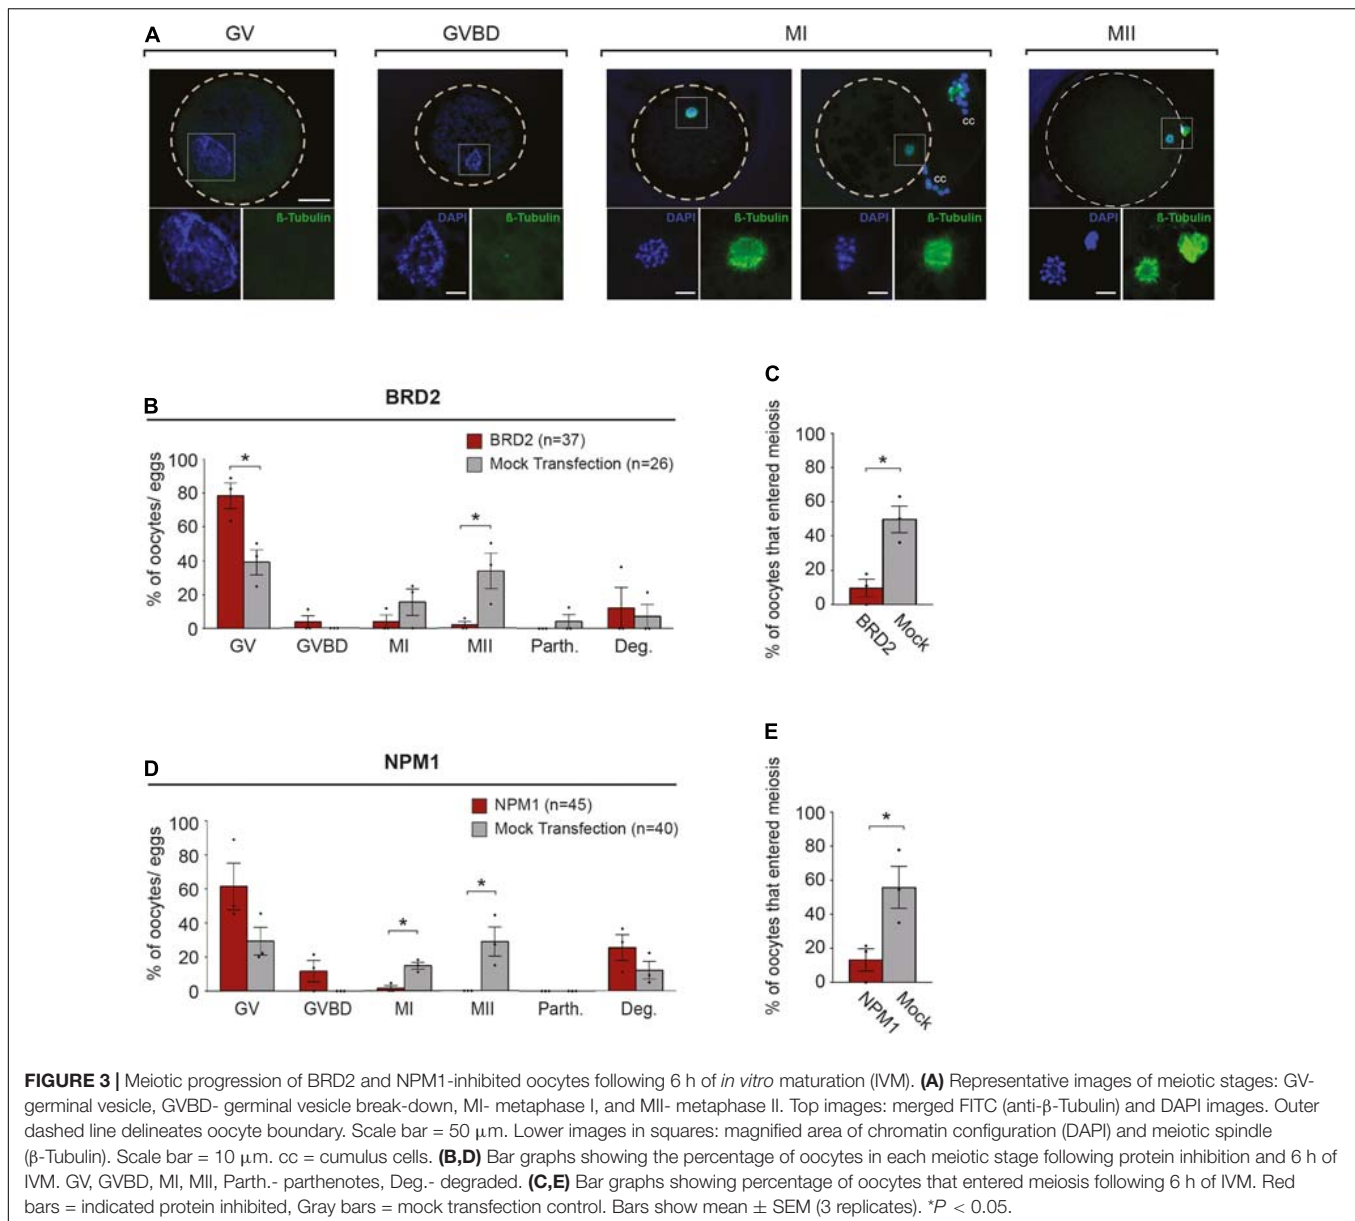 A
GV
GVBD
MI
MII
cc
cc
ß-Tubulin
DAPI
ß-Tubulin
DAPI
ß-Tubulin
DAPI
ß-Tubulin
DAPI
ß-Tubulin
B
BRD2
BRD2 (n=37)
Mock Transfection (n=26)
% of oocytes/ eggs
100
80
60
40
20
0
*
*
GV GVBD MI MII Parth. Deg.
C
% of oocytes that entered meiosis
100
80
60
40
20
0
*
BRD2 Mock
D
NPM1
NPM1 (n=45)
Mock Transfection (n=40)
% of oocytes/ eggs
100
80
60
40
20
0
*
*
GV GVBD MI MII Parth. Deg.
E
% of oocytes that entered meiosis
100
80
60
40
20
0
*
NPM1 Mock
FIGURE 3 | Meiotic progression of BRD2 and NPM1-inhibited oocytes following 6 h of in vitro maturation (IVM). (A) Representative images of meiotic stages: GV-
germinal vesicle, GVBD- germinal vesicle break-down, MI- metaphase I, and MII- metaphase II. Top images: merged FITC (anti-β-Tubulin) and DAPI images. Outer
dashed line delineates oocyte boundary. Scale bar = 50 μm. Lower images in squares: magnified area of chromatin configuration (DAPI) and meiotic spindle
(β-Tubulin). Scale bar = 10 μm. cc = cumulus cells. (B,D) Bar graphs showing the percentage of oocytes in each meiotic stage following protein inhibition and 6 h of
IVM. GV, GVBD, MI, MII, Parth.- parthenotes, Deg.- degraded. (C,E) Bar graphs showing percentage of oocytes that entered meiosis following 6 h of IVM. Red
bars = indicated protein inhibited, Gray bars = mock transfection control. Bars show mean ± SEM (3 replicates). *P < 0.05.